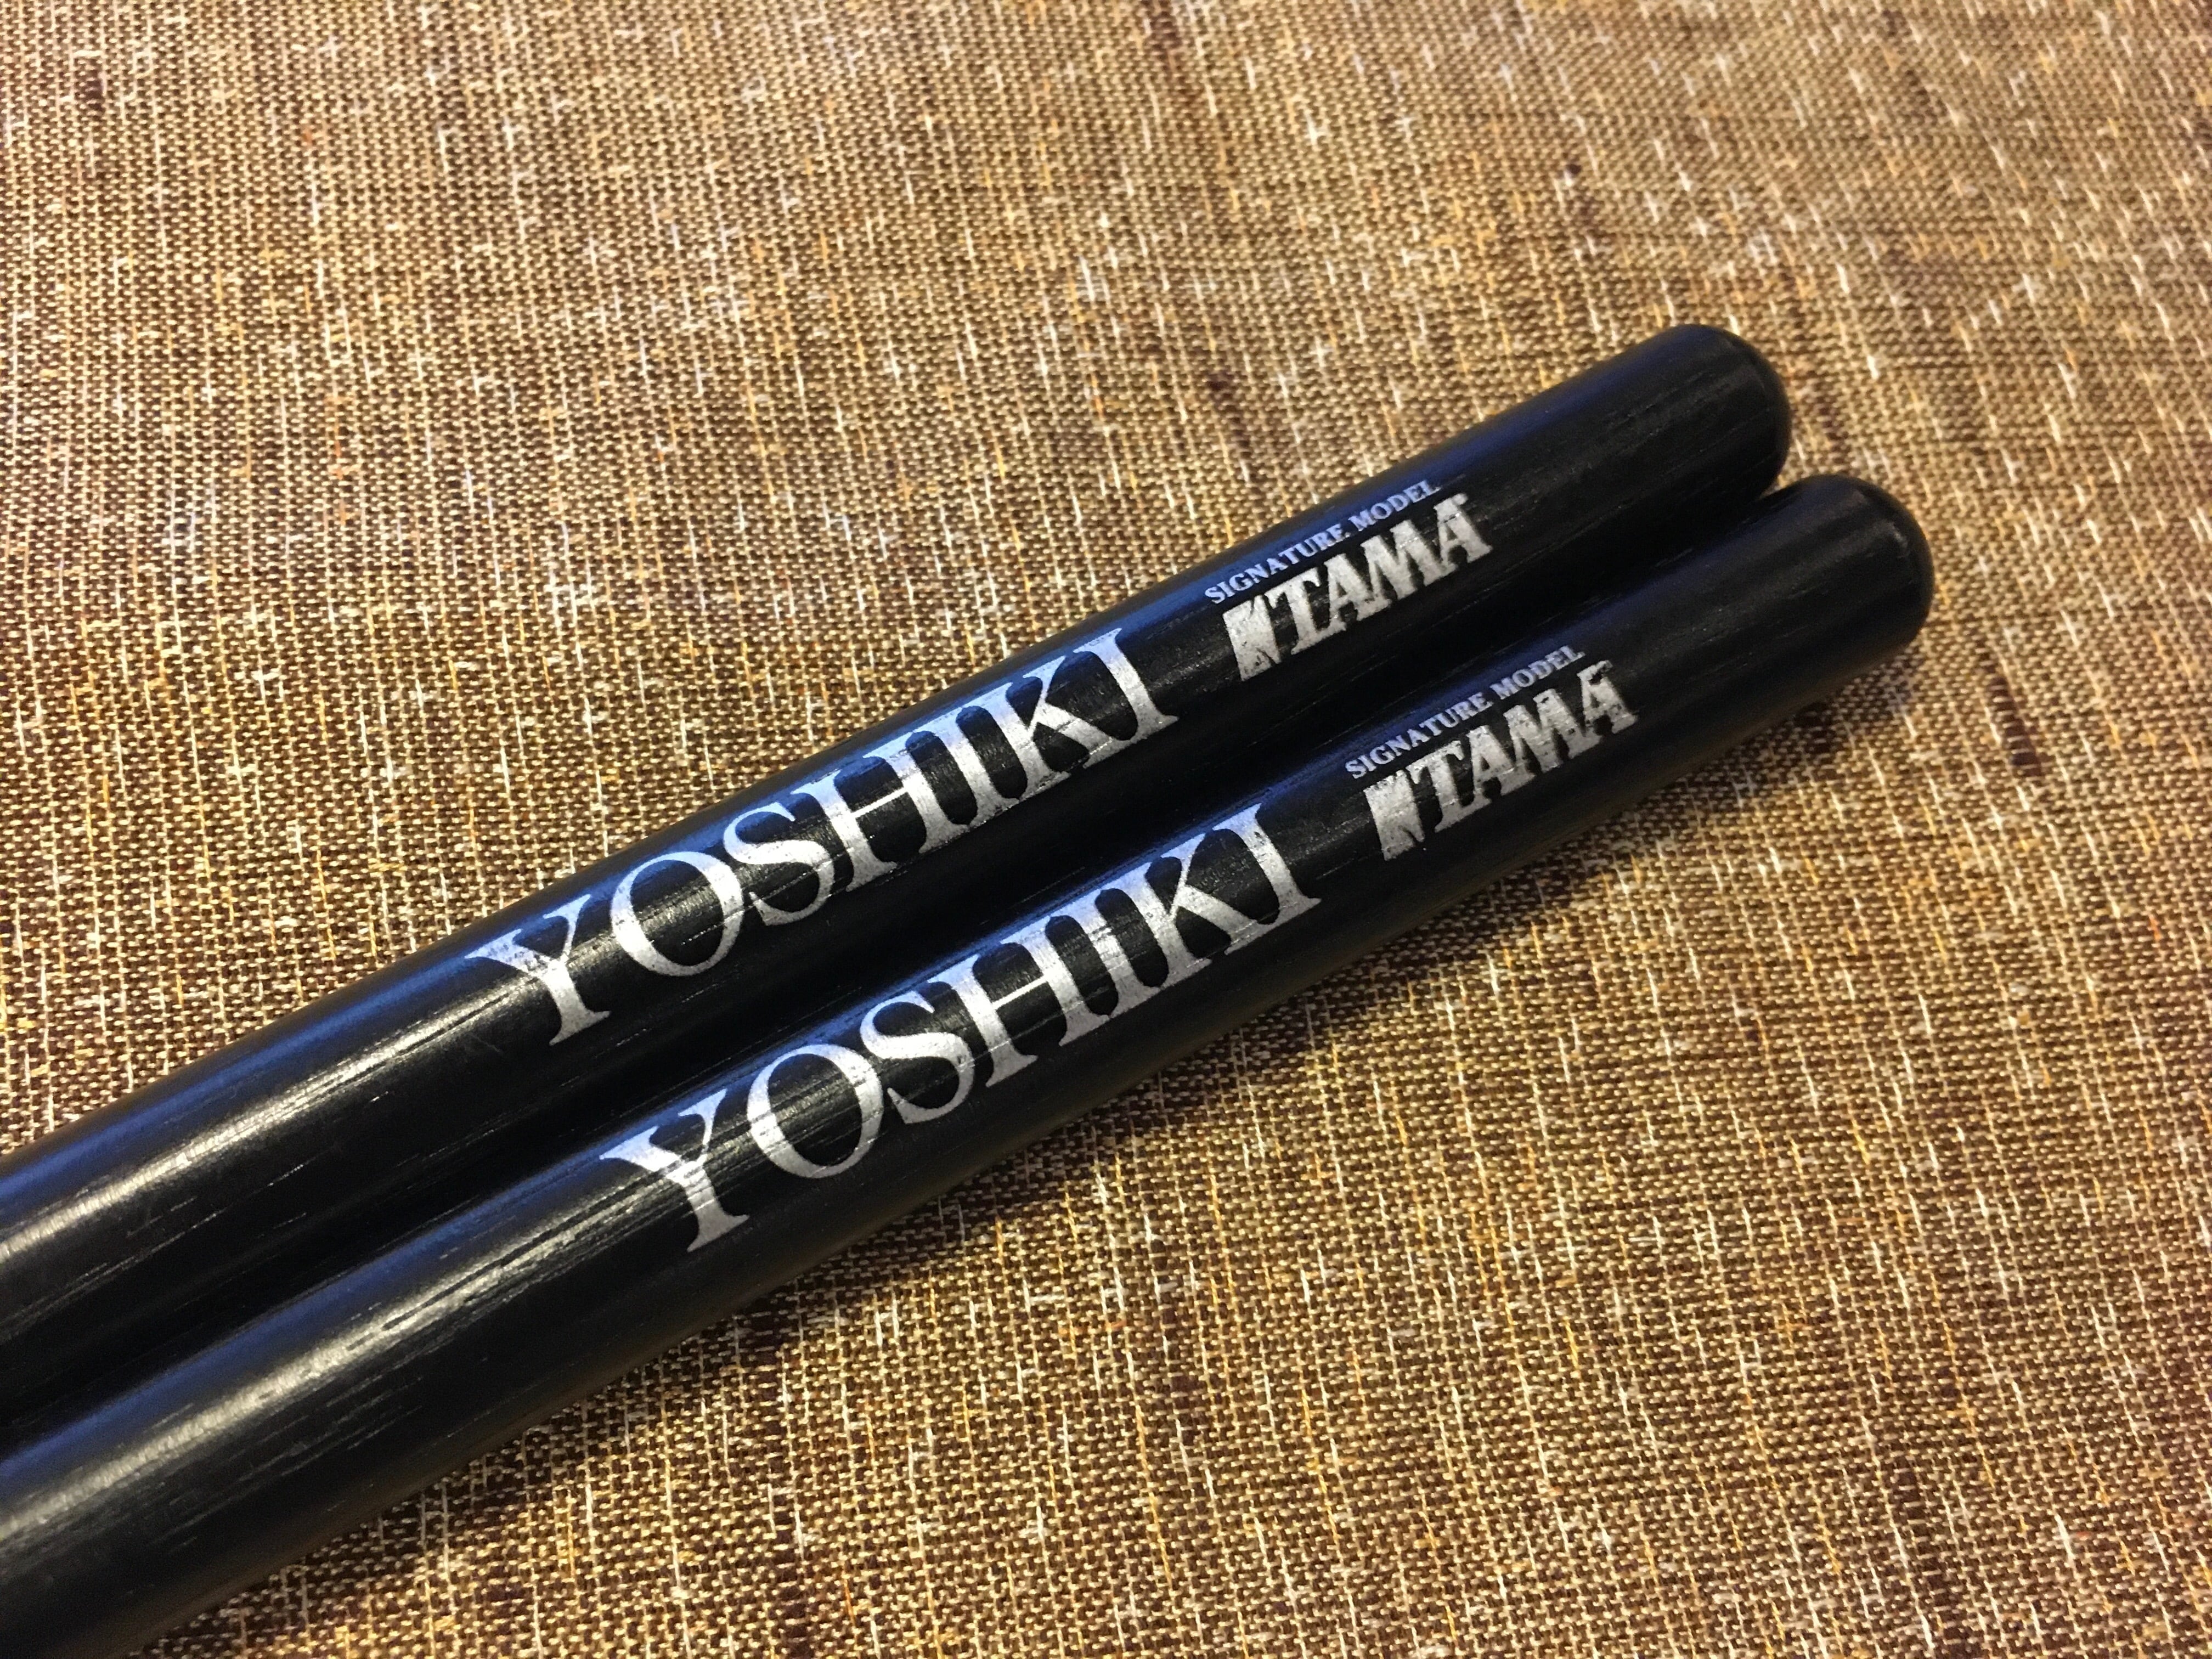 SIGNATURE MODEL
TAMA
YOSHIKI
SIGNATURE MODEL
TAMA
YOSHIKI